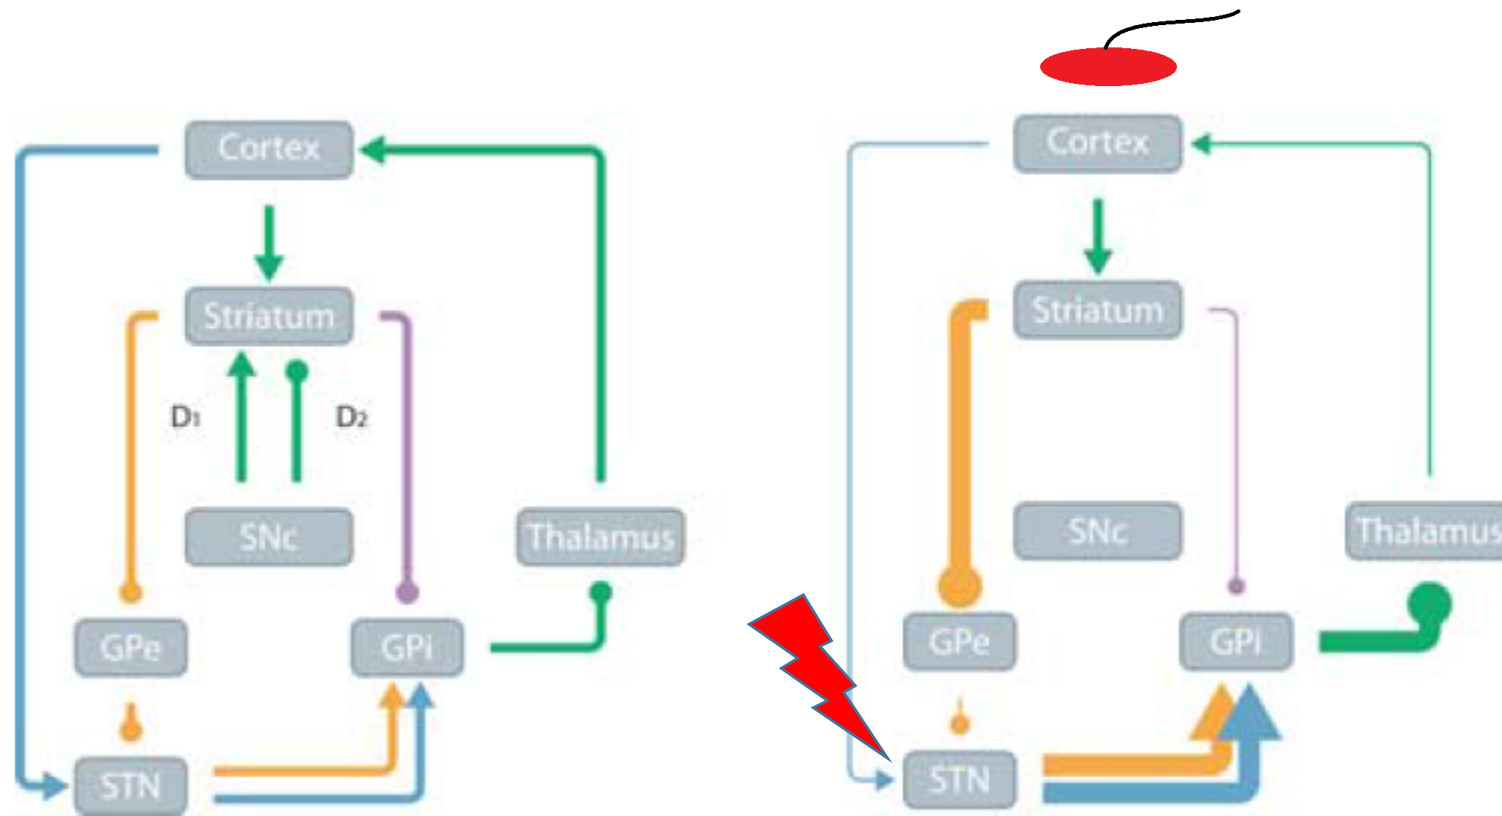 Cortex
Striatum
D1
D2
SNc
Thalamus
GPe
GPi
STN
Cortex
Striatum
SNc
Thalamus
GPe
GPi
STN